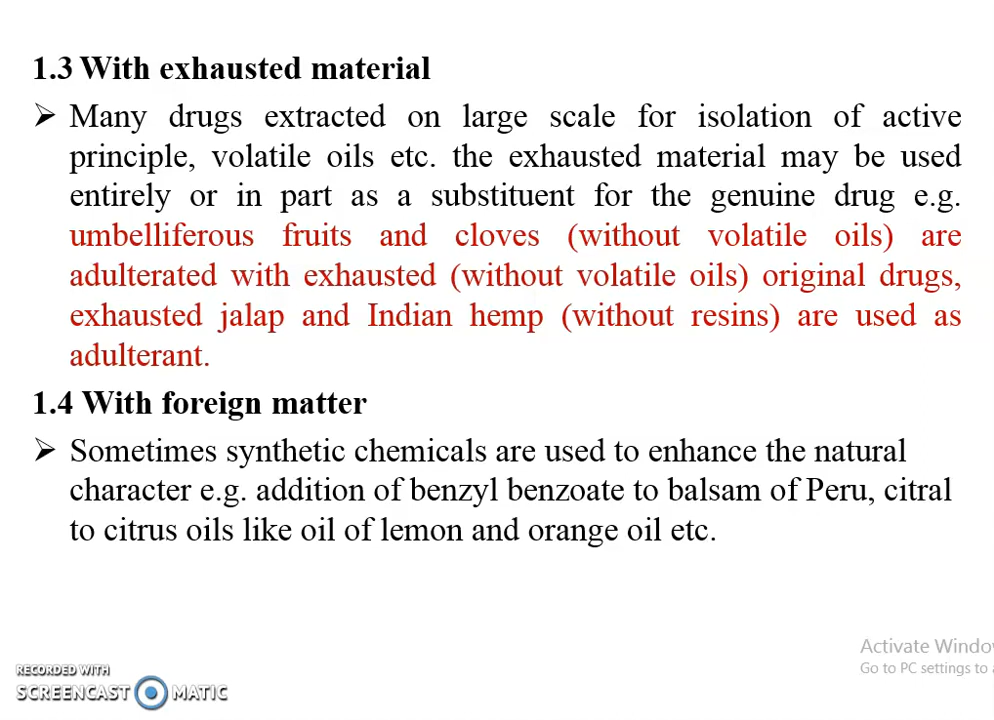 1.3 With exhausted material
➢ Many drugs extracted on large scale for isolation of active
principle, volatile oils etc. the exhausted material may be used
entirely or in part as a substituent for the genuine drug e.g.
umbelliferous fruits and cloves (without volatile oils) are
adulterated with exhausted (without volatile oils) original drugs,
exhausted jalap and Indian hemp (without resins) are used as
adulterant.
1.4 With foreign matter
➢ Sometimes synthetic chemicals are used to enhance the natural
character e.g. addition of benzyl benzoate to balsam of Peru, citral
to citrus oils like oil of lemon and orange oil etc.
Activate Windo
Go to PC settings to
RECORDED WITH
SCREENCAST MATIC